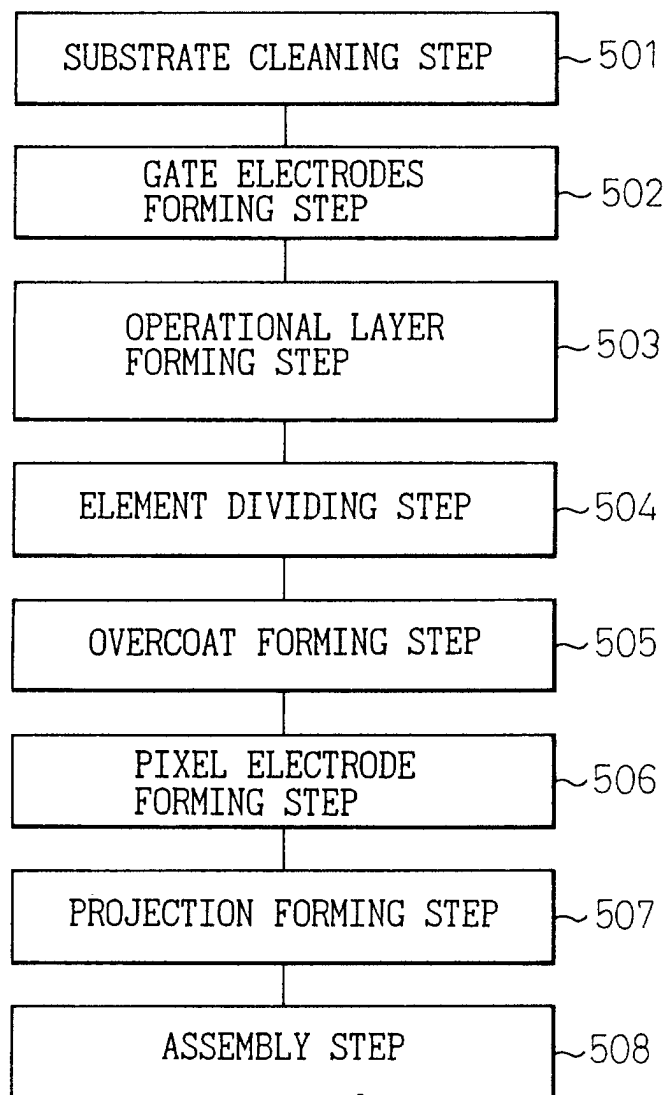 SUBSTRATE CLEANING STEP 501
GATE ELECTRODES
FORMING STEP 502
OPERATIONAL LAYER
FORMING STEP 503
ELEMENT DIVIDING STEP 504
OVERCOAT FORMING STEP 505
PIXEL ELECTRODE
FORMING STEP 506
PROJECTION FORMING STEP 507
ASSEMBLY STEP 508